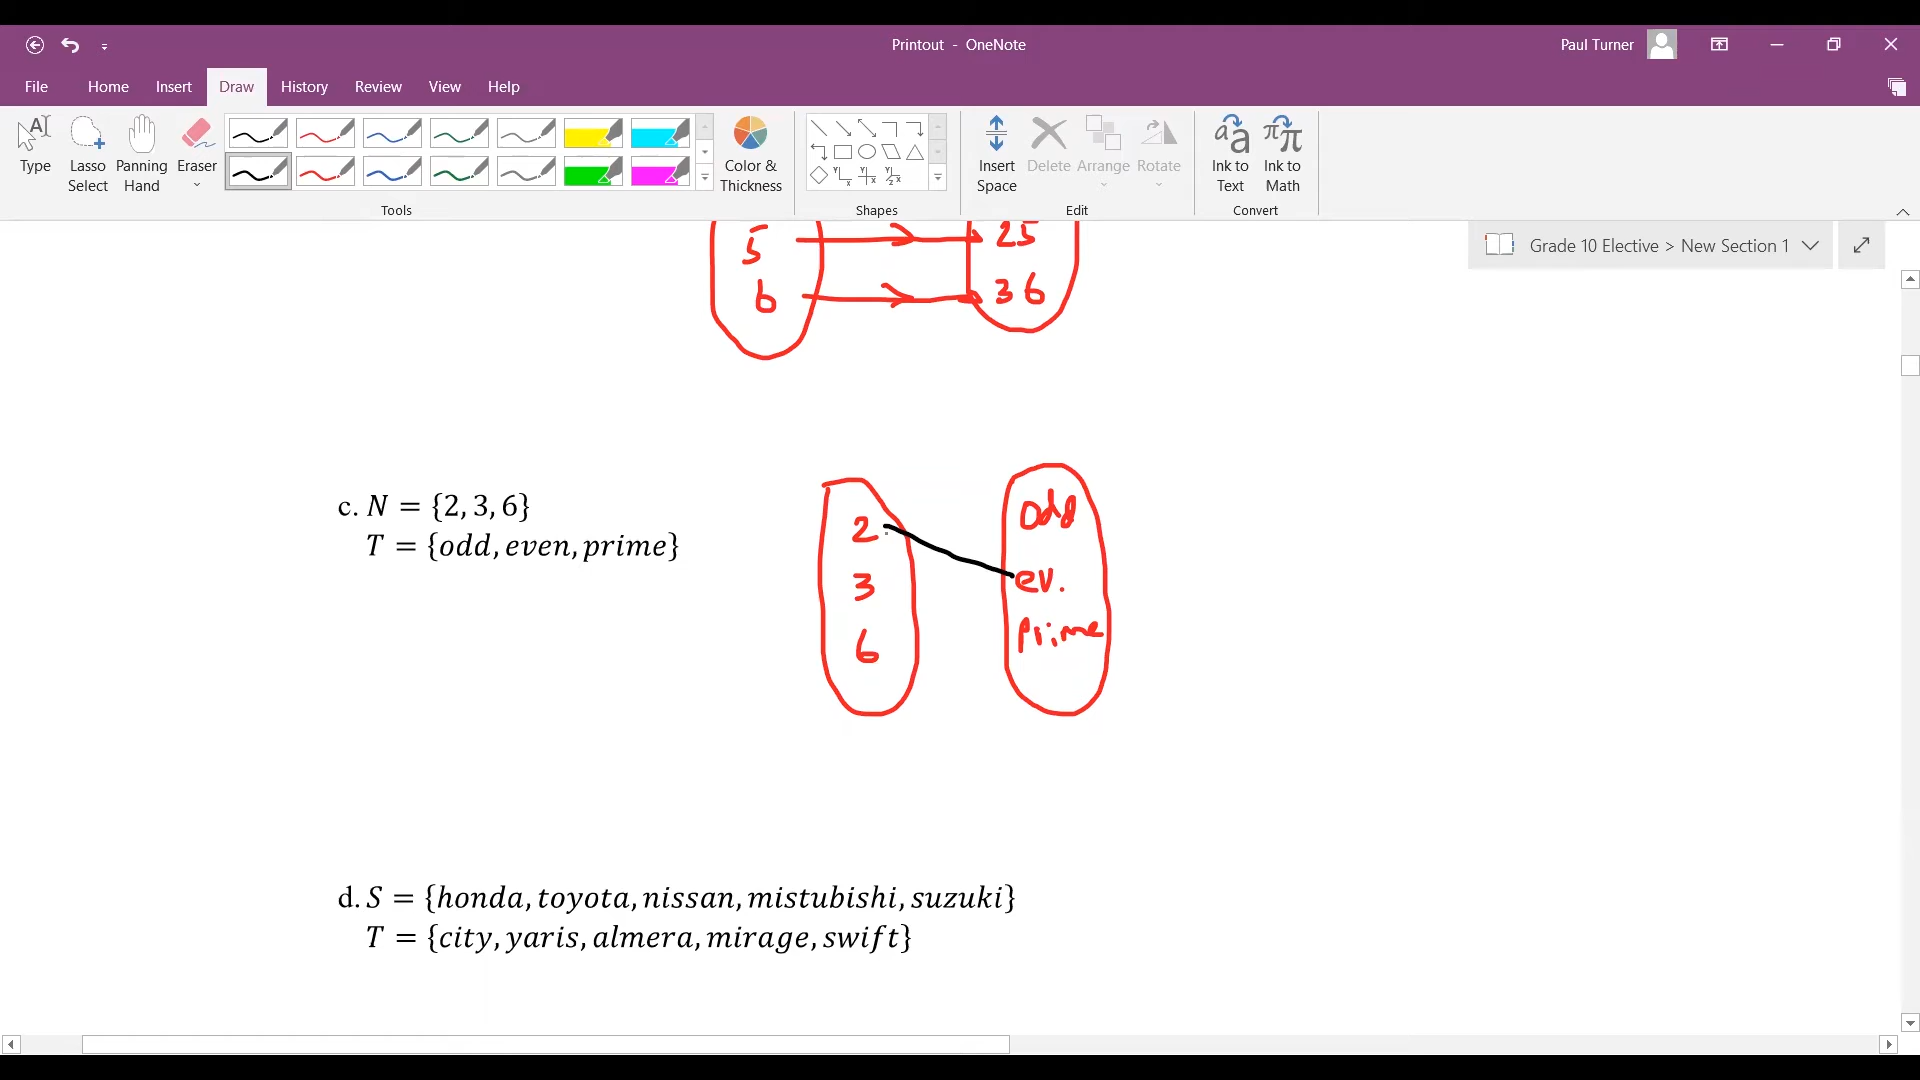 Printout - OneNote
Paul Turner
File Home Insert Draw History Review View Help
Type Lasso Select Panning Hand Eraser Color & Thickness Insert Space Delete Arrange Rotate Ink to Text Ink to Math
Tools Shapes Edit Convert
Grade 10 Elective > New Section 1
5 25
6 36
c. N = {2, 3, 6}
T = {odd, even, prime}
2 odd
3 ev.
6 prime
d. S = {honda, toyota, nissan, mistubishi, suzuki}
T = {city, yaris, almera, mirage, swift}